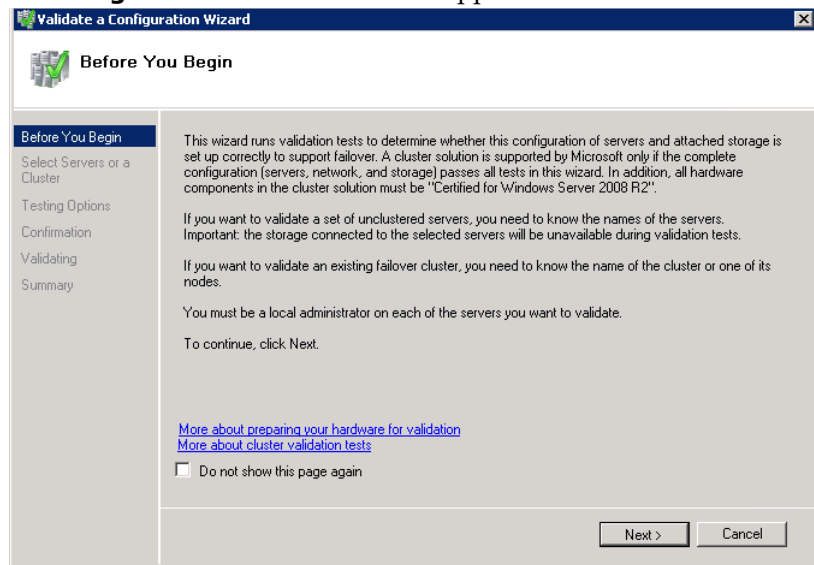 Validate a Configuration Wizard
Before You Begin
Before You Begin
Select Servers or a
Cluster
Testing Options
Confirmation
Validating
Summary
This wizard runs validation tests to determine whether this configuration of servers and attached storage is
set up correctly to support failover. A cluster solution is supported by Microsoft only if the complete
configuration (servers, network, and storage) passes all tests in this wizard. In addition, all hardware
components in the cluster solution must be "Certified for Windows Server 2008 R2".
If you want to validate a set of unclustered servers, you need to know the names of the servers.
Important: the storage connected to the selected servers will be unavailable during validation tests.
If you want to validate an existing failover cluster, you need to know the name of the cluster or one of its
nodes.
You must be a local administrator on each of the servers you want to validate.
To continue, click Next.
More about preparing your hardware for validation
More about cluster validation tests
Do not show this page again
Next >
Cancel